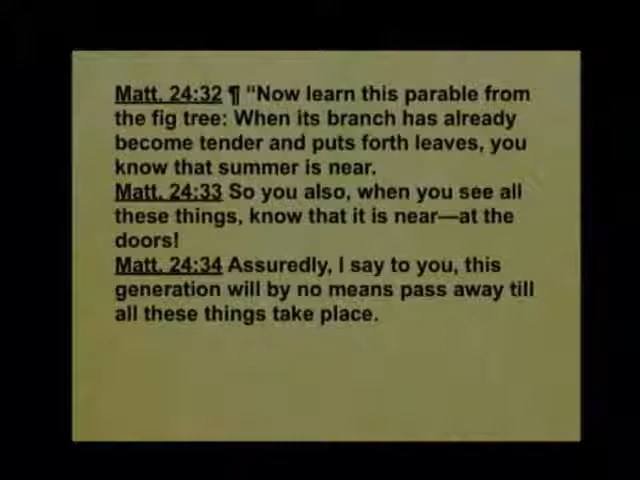 Matt. 24:32 ¶ “Now learn this parable from
the fig tree: When its branch has already
become tender and puts forth leaves, you
know that summer is near.
Matt. 24:33 So you also, when you see all
these things, know that it is near—at the
doors!
Matt. 24:34 Assuredly, I say to you, this
generation will by no means pass away till
all these things take place.